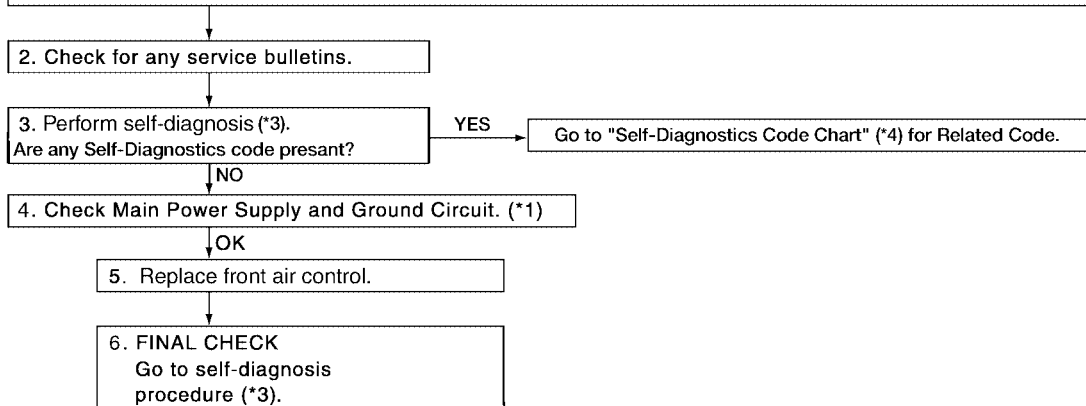 2. Check for any service bulletins.
3. Perform self-diagnosis (*3).
Are any Self-Diagnostics code presant?
YES
Go to "Self-Diagnostics Code Chart" (*4) for Related Code.
NO
4. Check Main Power Supply and Ground Circuit. (*1)
OK
5. Replace front air control.
6. FINAL CHECK
Go to self-diagnosis
procedure (*3).